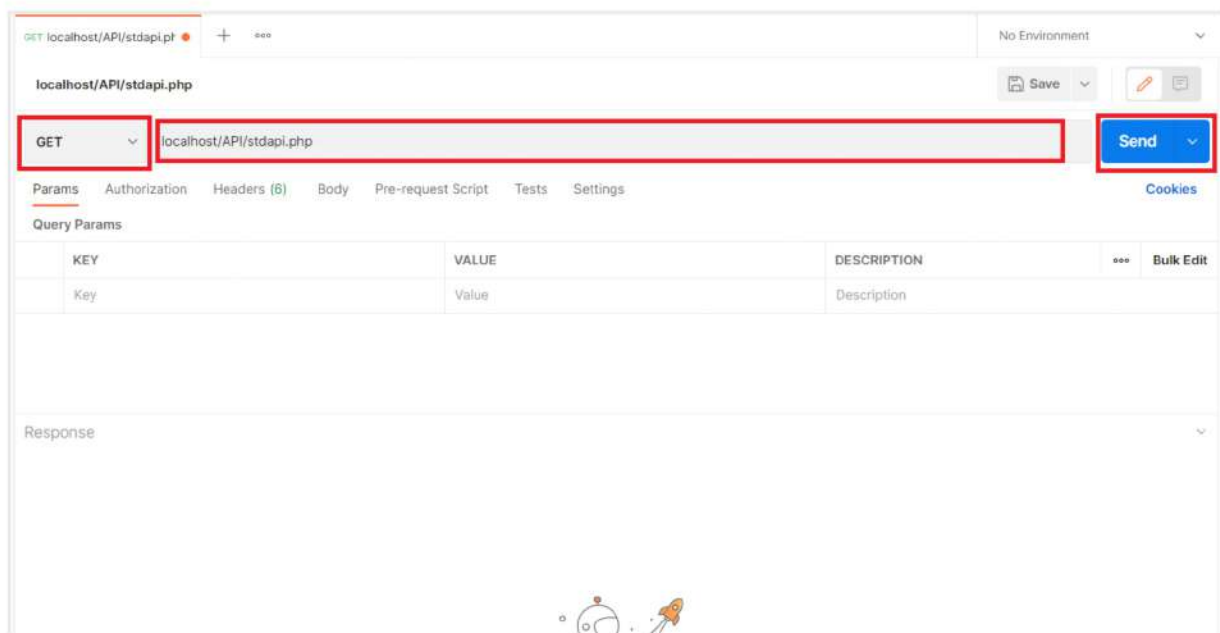 GET localhost/API/stdapi.ph No Environment
localhost/API/stdapi.php Save
GET localhost/API/stdapi.php Send
Params Authorization Headers (6) Body Pre-request Script Tests Settings Cookies
Query Params
KEY VALUE DESCRIPTION Bulk Edit
Key Value Description
Response